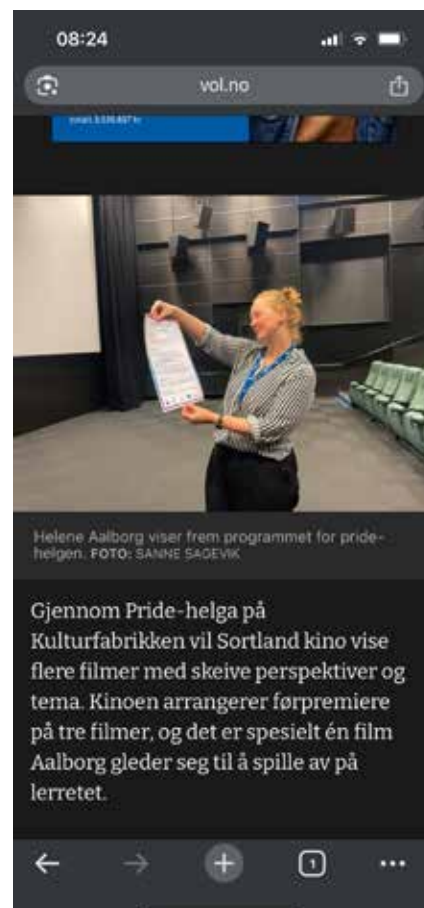 08:24
vol.no
Helene Aalborg viser frem programmet for pride-
helgen. FOTO: SANNE SAGEVIK
Gjennom Pride-helga på
Kulturfabrikken vil Sortland kino vise
flere filmer med skeive perspektiver og
tema. Kinoen arrangerer førpremiere
på tre filmer, og det er spesielt én film
Aalborg gleder seg til å spille av på
lerretet.
1